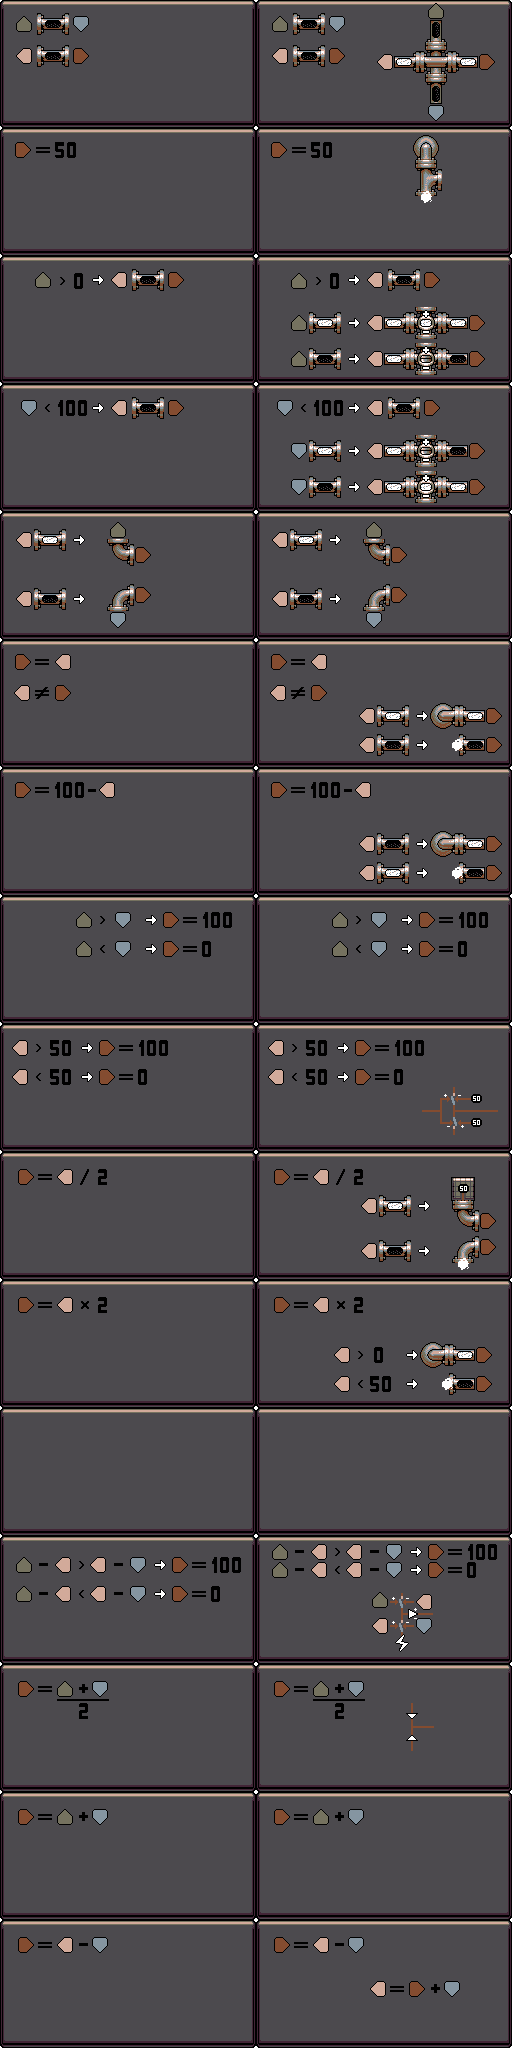 = 50
= 50
> 0
> 0
< 100
< 100
=
≠
=
≠
= 100 -
= 100 -
> = 100
< = 0
> = 100
< = 0
> 50 = 100
< 50 = 0
> 50 = 100
< 50 = 0
50
50
= / 2
= / 2
50
= × 2
= × 2
> 0
< 50
- > - = 100
- < - = 0
- > - = 100
- < - = 0
= +
2
= +
2
= +
= +
= -
= -
= +